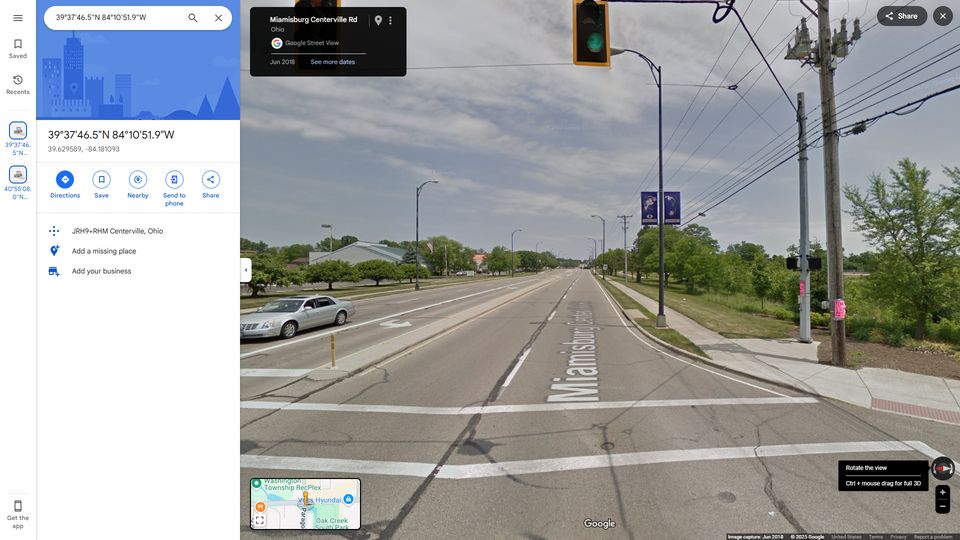 39°37'46.5"N 84°10'51.9"W
Saved
Recents
39°37'46.
5"N...
40°55'08.
0"N...
Get the
app
39°37'46.5"N 84°10'51.9"W
39.629589, -84.181093
Directions
Save
Nearby
Send to
phone
Share
JRH9+RHM Centerville, Ohio
Add a missing place
Add your business
Miamisburg Centerville Rd
Ohio
Google Street View
Jun 2018
See more dates
Share
Miamisburg Center
Rotate the view
Ctrl + mouse drag for full 3D
Washington
Township RecPlex
Hyundai
Parag
Oak Creek
South Park
Google
Image capture: Jun 2018 © 2025 Google United States Terms Privacy Report a problem